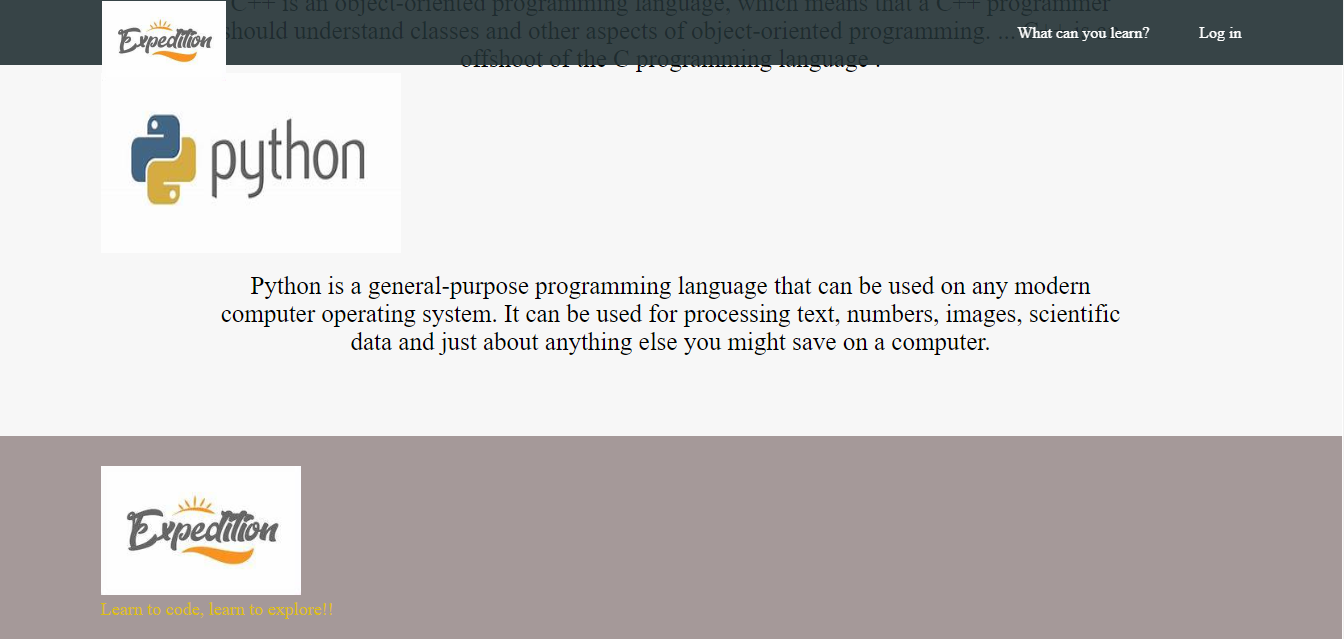 C++ is an object-oriented programming language, which means that a C++ programmer
Expedition
What can you learn?
Log in
should understand classes and other aspects of object-oriented programming. ...
offshoot of the C programming language .
python
Python is a general-purpose programming language that can be used on any modern
computer operating system. It can be used for processing text, numbers, images, scientific
data and just about anything else you might save on a computer.
Expedition
Learn to code, learn to explore!!